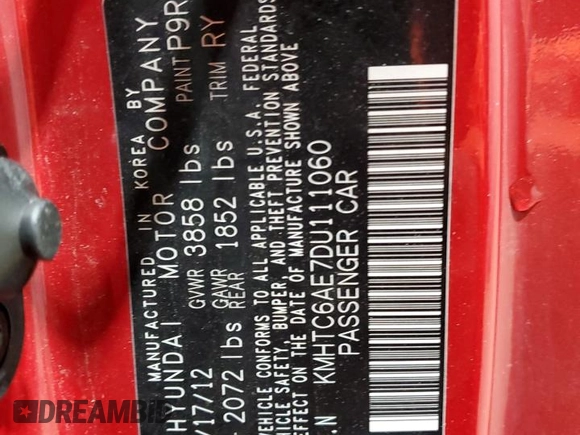 MANUFACTURED IN KOREA BY
HYUNDAI MOTOR COMPANY
/17/12 GVWR 3858 lbs PAINT P9R
2072 lbs GAWR REAR 1852 lbs TRIM RY
VEHICLE CONFORMS TO ALL APPLICABLE U.S.A. FEDERAL
VEHICLE SAFETY, BUMPER, AND THEFT PREVENTION STANDARDS
EFFECT ON THE DATE OF MANUFACTURE SHOWN ABOVE
.N KMHTC6AE7DU111060
PASSENGER CAR
DREAMBID